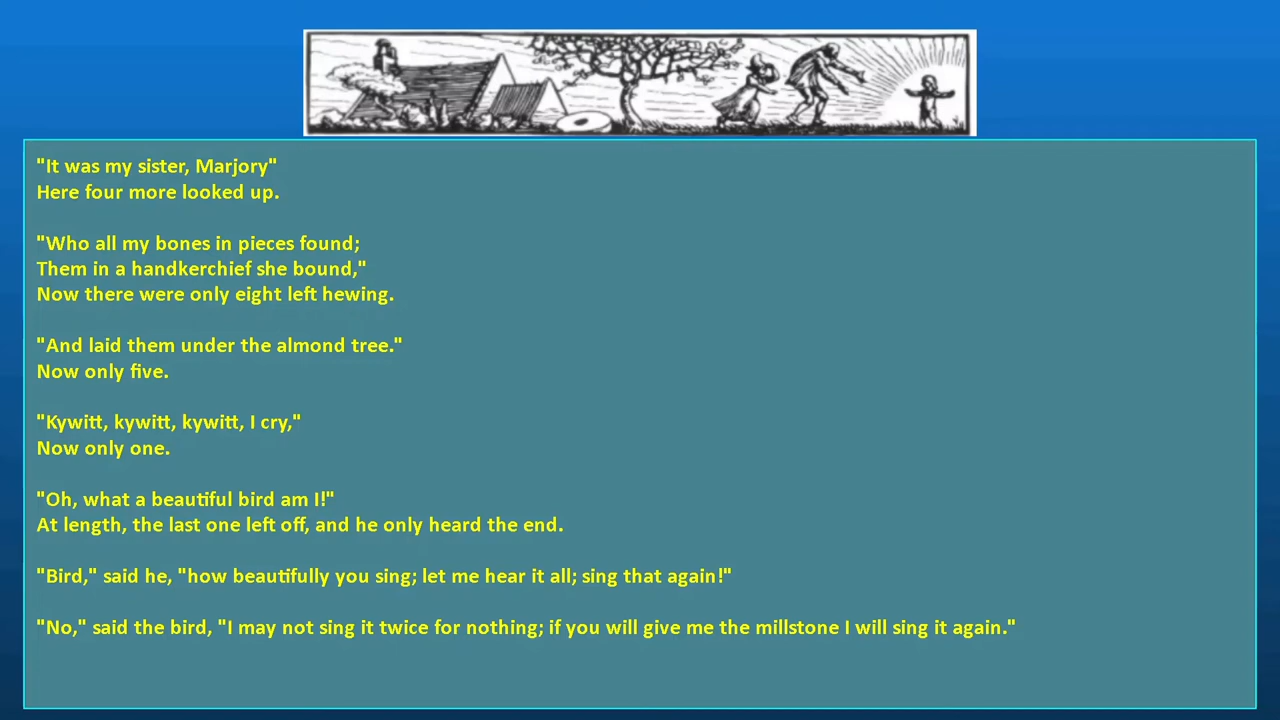 "It was my sister, Marjory"
Here four more looked up.
"Who all my bones in pieces found;
Them in a handkerchief she bound,"
Now there were only eight left hewing.
"And laid them under the almond tree."
Now only five.
"Kywitt, kywitt, kywitt, I cry,"
Now only one.
"Oh, what a beautiful bird am I!"
At length, the last one left off, and he only heard the end.
"Bird," said he, "how beautifully you sing; let me hear it all; sing that again!"
"No," said the bird, "I may not sing it twice for nothing; if you will give me the millstone I will sing it again."